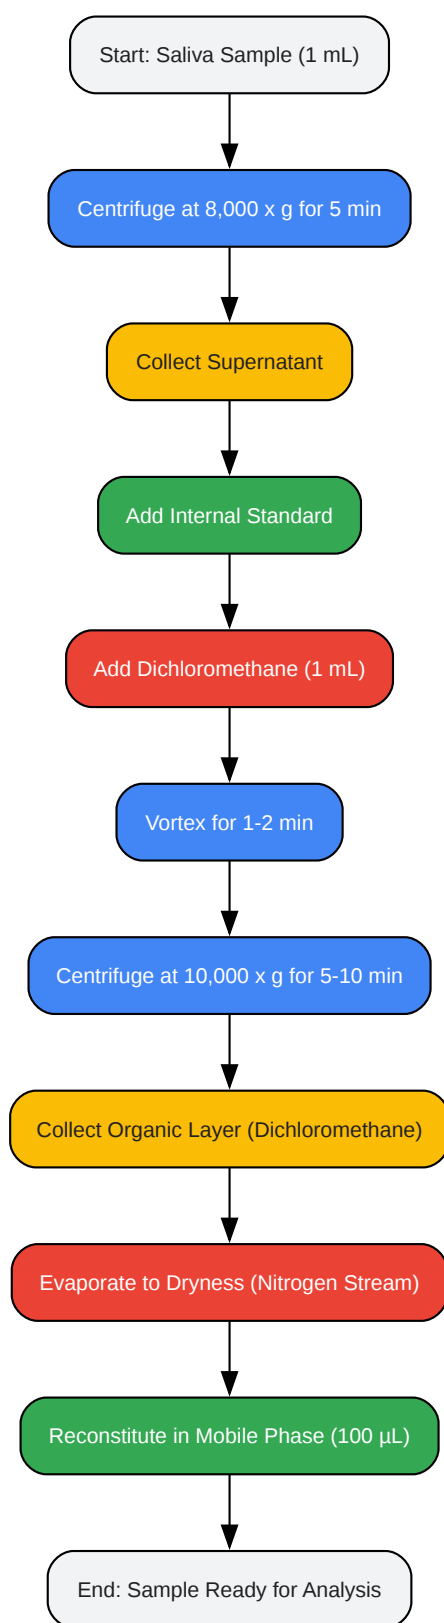 Start: Saliva Sample (1 mL)
Centrifuge at 8,000 x g for 5 min
Collect Supernatant
Add Internal Standard
Add Dichloromethane (1 mL)
Vortex for 1-2 min
Centrifuge at 10,000 x g for 5-10 min
Collect Organic Layer (Dichloromethane)
Evaporate to Dryness (Nitrogen Stream)
Reconstitute in Mobile Phase (100 µL)
End: Sample Ready for Analysis